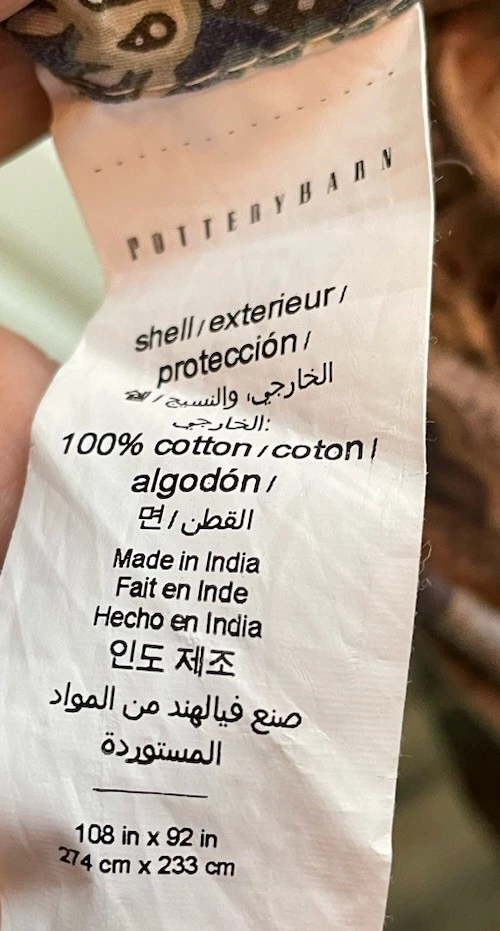 POTTERYBARN
shell/exterieur/
protección/
الخارجي، والنسيج/
الخارجي:
100% cotton/coton/
algodón/
면/القطن
Made in India
Fait en Inde
Hecho en India
인도 제조
صنع فيالهند من المواد
المستوردة
108 in x 92 in
274 cm x 233 cm